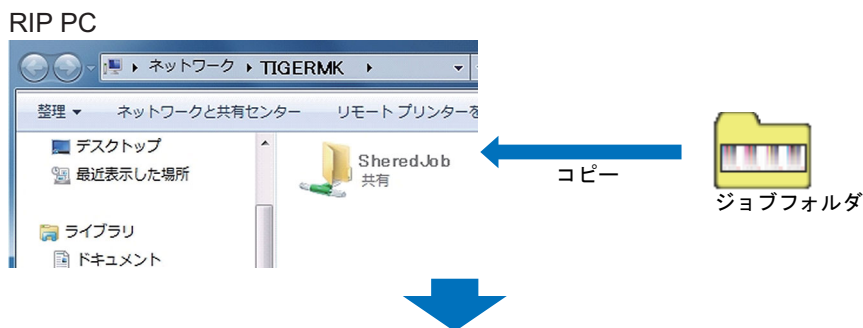 RIP PC
ネットワーク TIGERMK
整理 ネットワークと共有センター リモート プリンターを
デスクトップ
最近表示した場所
ライブラリ
ドキュメント
SheredJob
共有
コピー
ジョブフォルダ